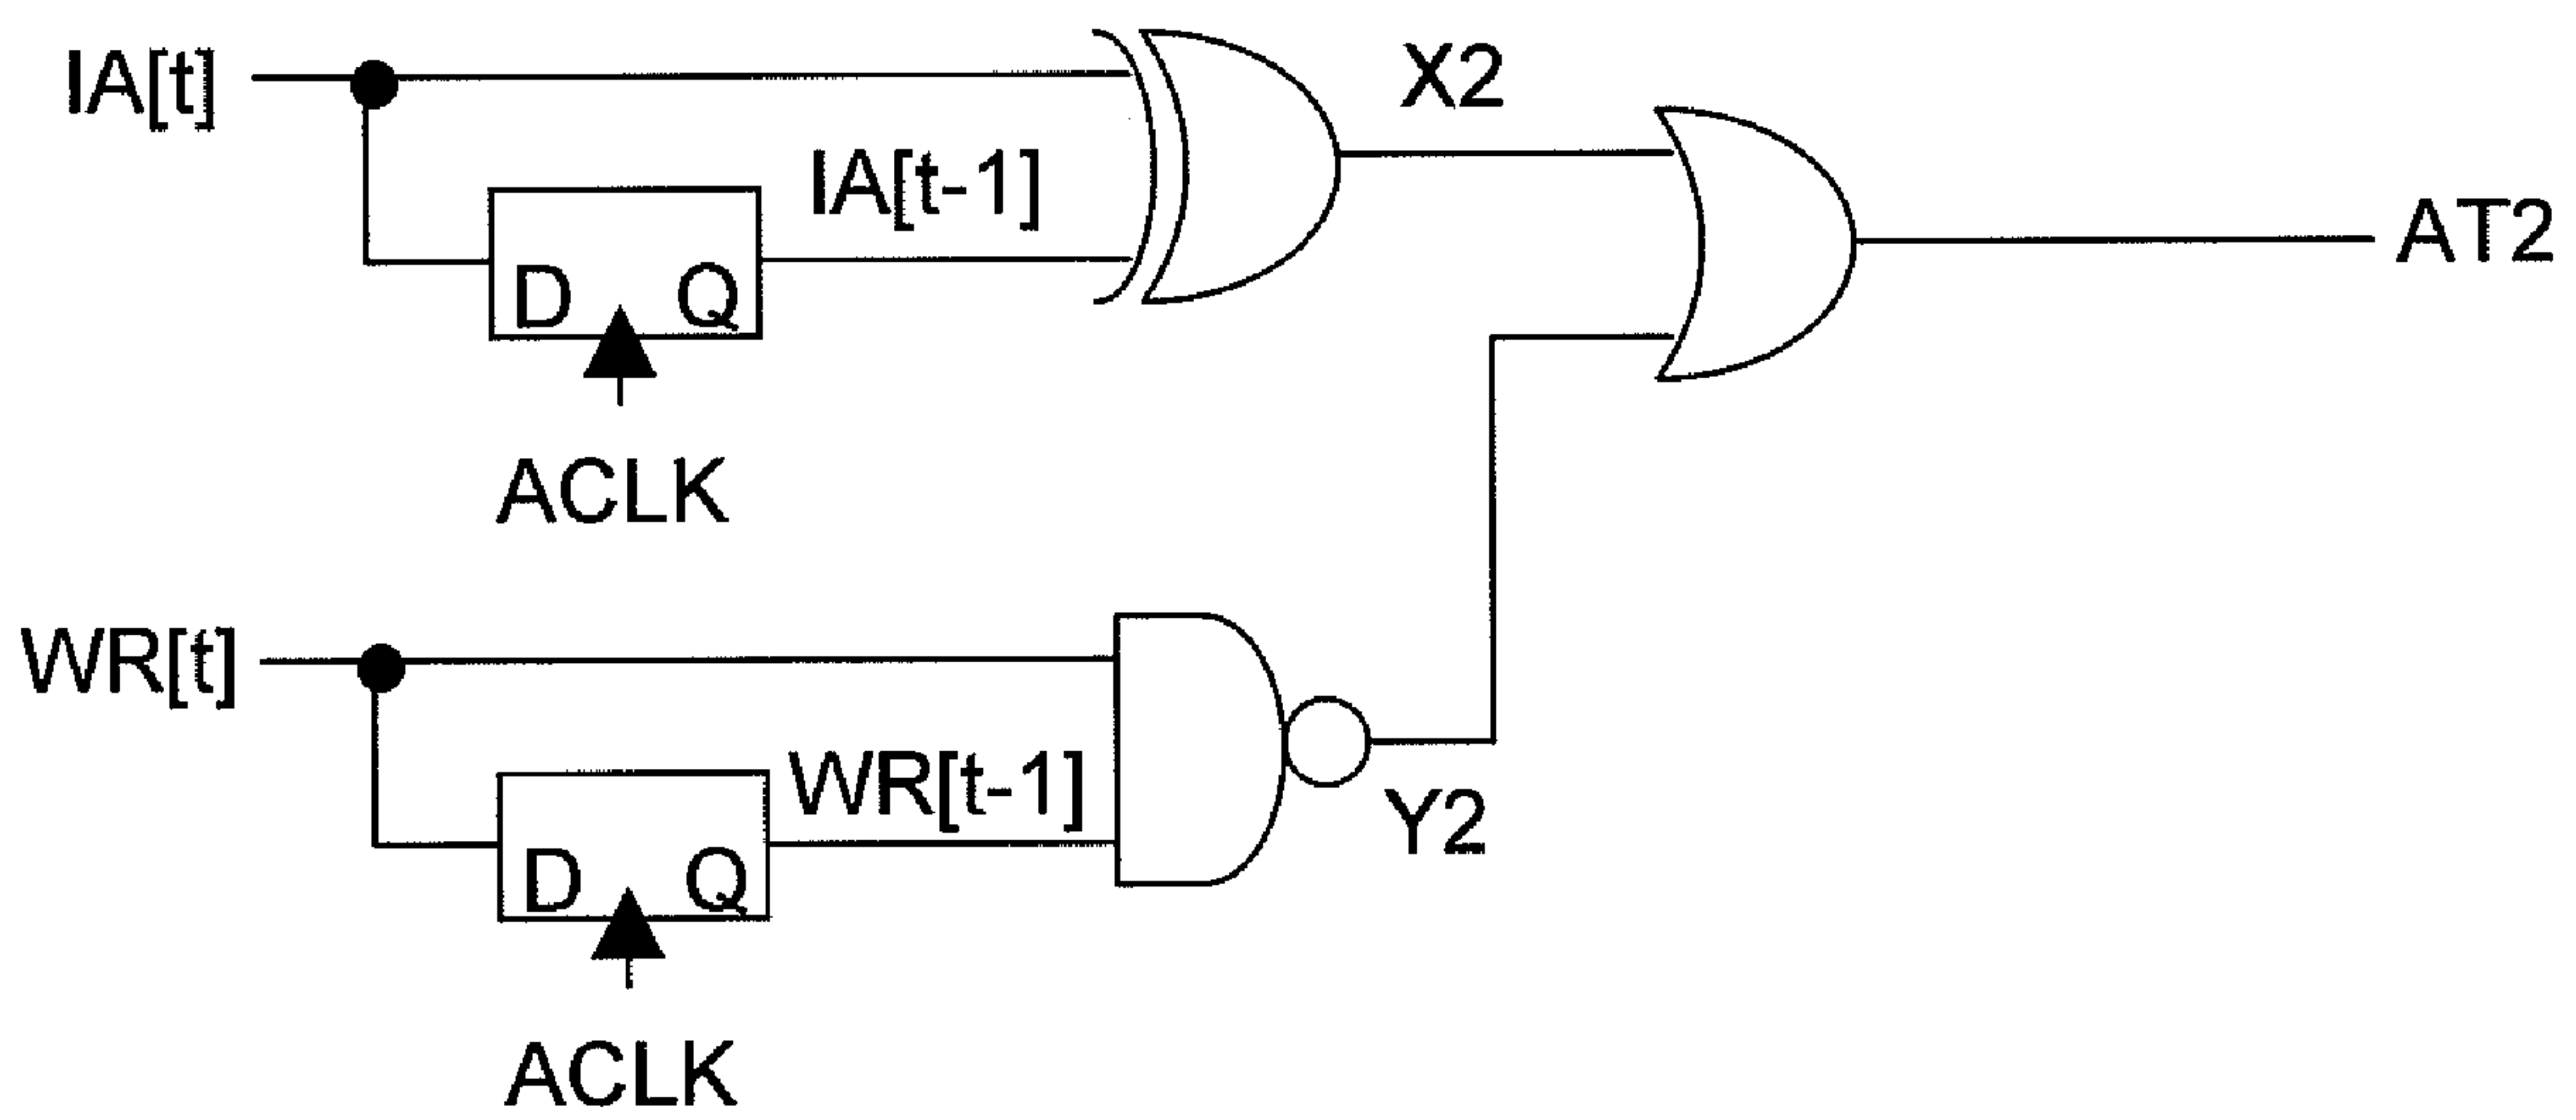 IA[t]
X2
IA[t-1]
AT2
D Q
ACLK
WR[t]
WR[t-1]
Y2
D Q
ACLK